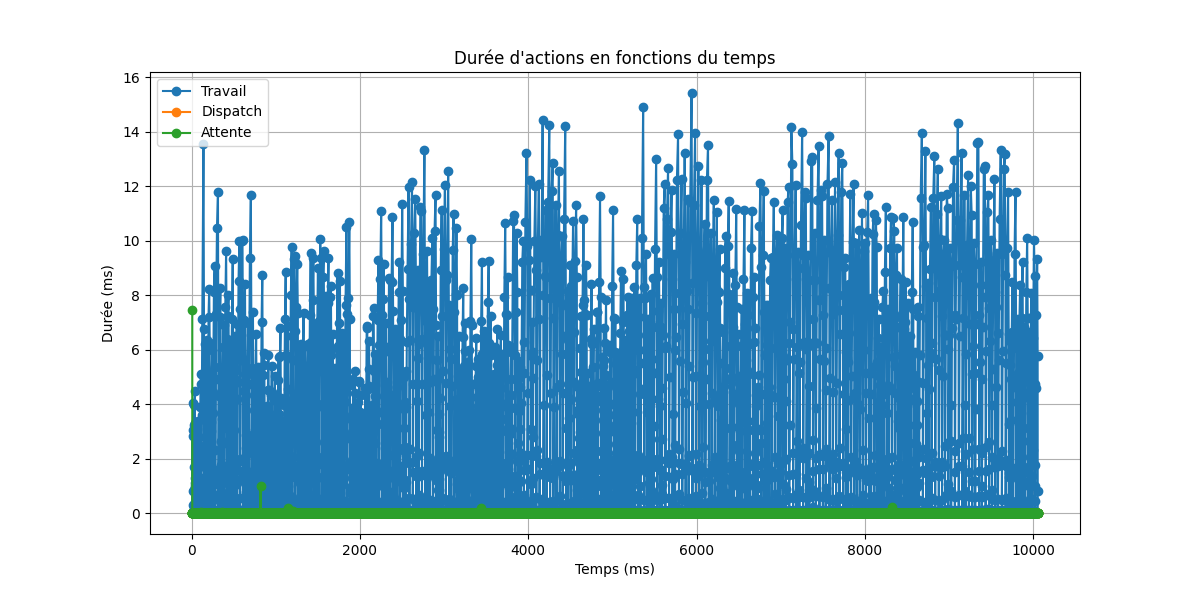 Durée d'actions en fonctions du temps
Travail
Dispatch
Attente
16
14
12
10
8
6
4
2
0
Durée (ms)
0 2000 4000 6000 8000 10000
Temps (ms)